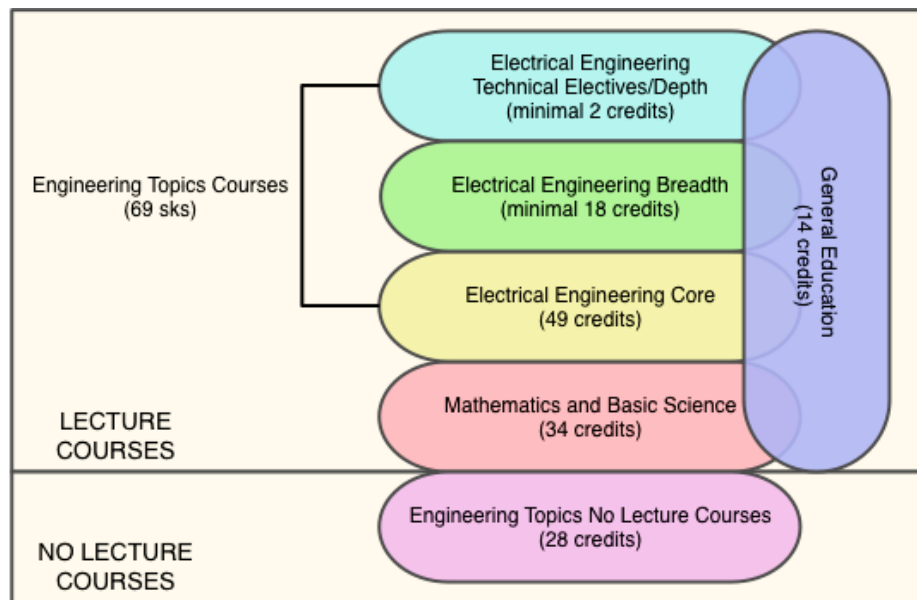 Electrical Engineering
Technical Electives/Depth
(minimal 2 credits)
Engineering Topics Courses
(69 sks)
Electrical Engineering Breadth
(minimal 18 credits)
General Education
(14 credits)
Electrical Engineering Core
(49 credits)
Mathematics and Basic Science
(34 credits)
LECTURE
COURSES
Engineering Topics No Lecture Courses
(28 credits)
NO LECTURE
COURSES